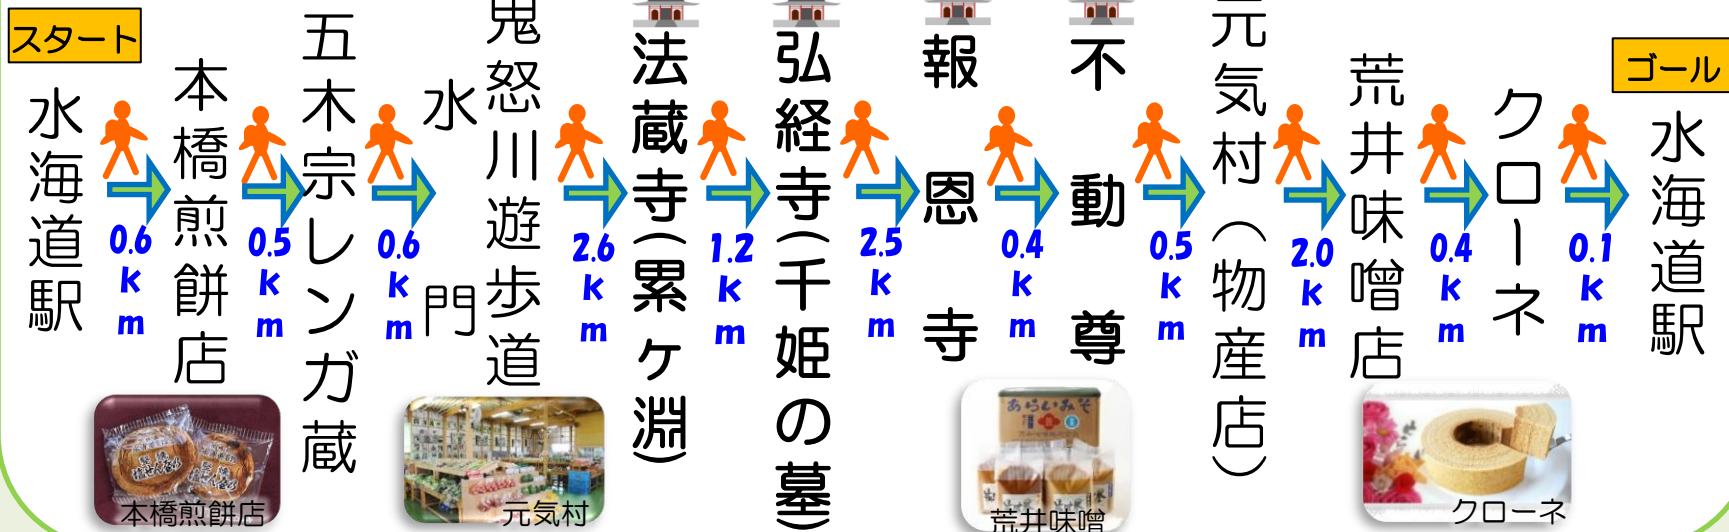 スタート
水海道駅
0.6km
本橋煎餅店
0.5km
五木宗レンガ蔵
0.6km
水門
鬼怒川遊歩道
2.6km
法蔵寺(累ヶ淵)
1.2km
弘経寺(千姫の墓)
2.5km
報恩寺
0.4km
不動尊
0.5km
元気村(物産店)
2.0km
荒井味噌店
0.4km
クローネ
0.1km
ゴール
水海道駅
本橋煎餅店
元気村
あらいみそ
荒井味噌
クローネ